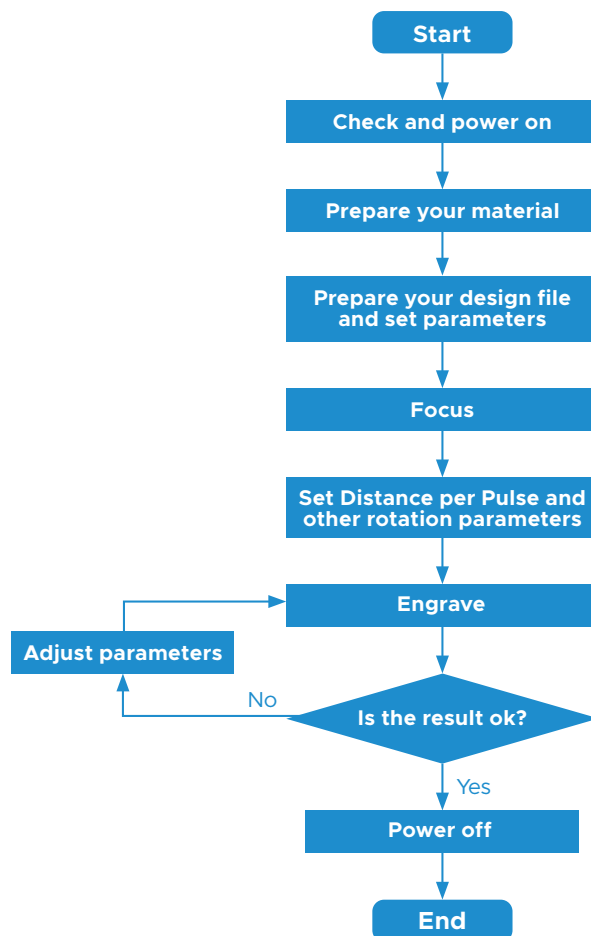 Start
Check and power on
Prepare your material
Prepare your design file
and set parameters
Focus
Set Distance per Pulse and
other rotation parameters
Engrave
Adjust parameters
No
Is the result ok?
Yes
Power off
End